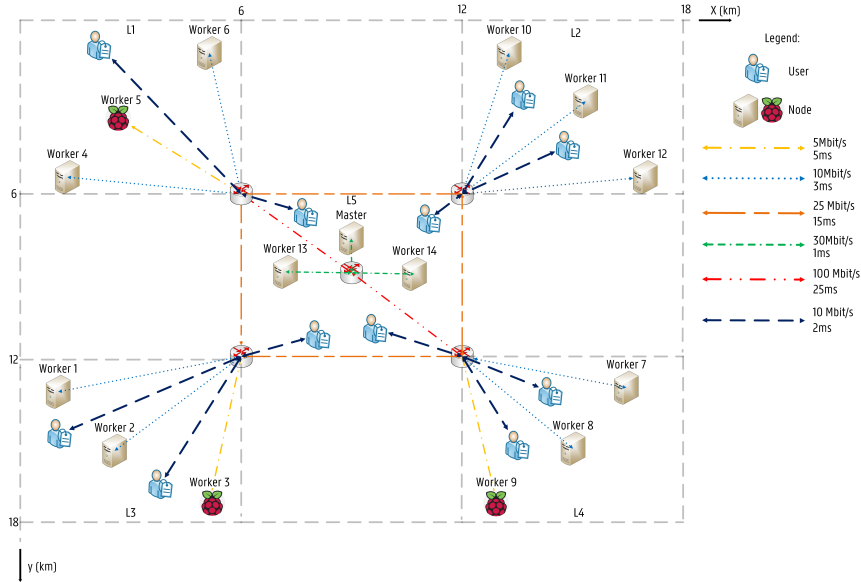 6
12
18
X (km)
L1
Worker 6
Worker 10
L2
Legend:
User
Worker 11
Worker 5
Node
5Mbit/s
5ms
Worker 4
Worker 12
10Mbit/s
3ms
6
L5
Master
25 Mbit/s
15ms
Worker 13
Worker 14
30Mbit/s
1ms
100 Mbit/s
25ms
10 Mbit/s
2ms
12
Worker 1
Worker 7
Worker 2
Worker 8
Worker 3
Worker 9
L3
L4
18
y (km)